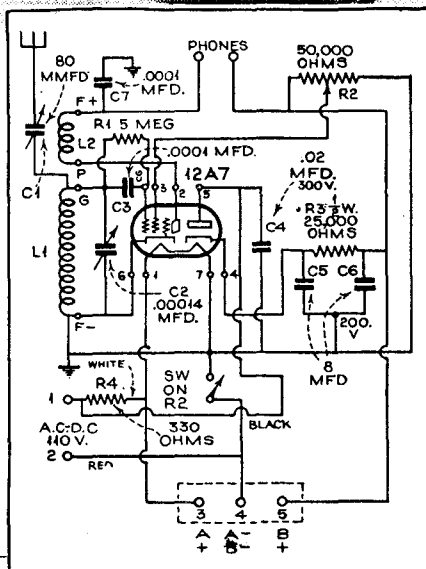 PHONES
50,000
OHMS
R2
80
MMFD
C1
F+
C7
.0001
MFD.
L2
P
G
R1 5 MEG
.0001 MFD.
C3
CG
3
2
5
12A7
.02
MFD.
300V.
C4
R3 1/8 W.
25,000
OHMS
C5
C6
L1
6
1
7
4
C2
.00014
MFD.
F-
200.
V
8
MFD
WHITE
R4
SW
ON
R2
1
330
OHMS
BLACK
A.C.-D.C
110 V.
2
RED
3
4
5
A
+
A-
B-
B
+